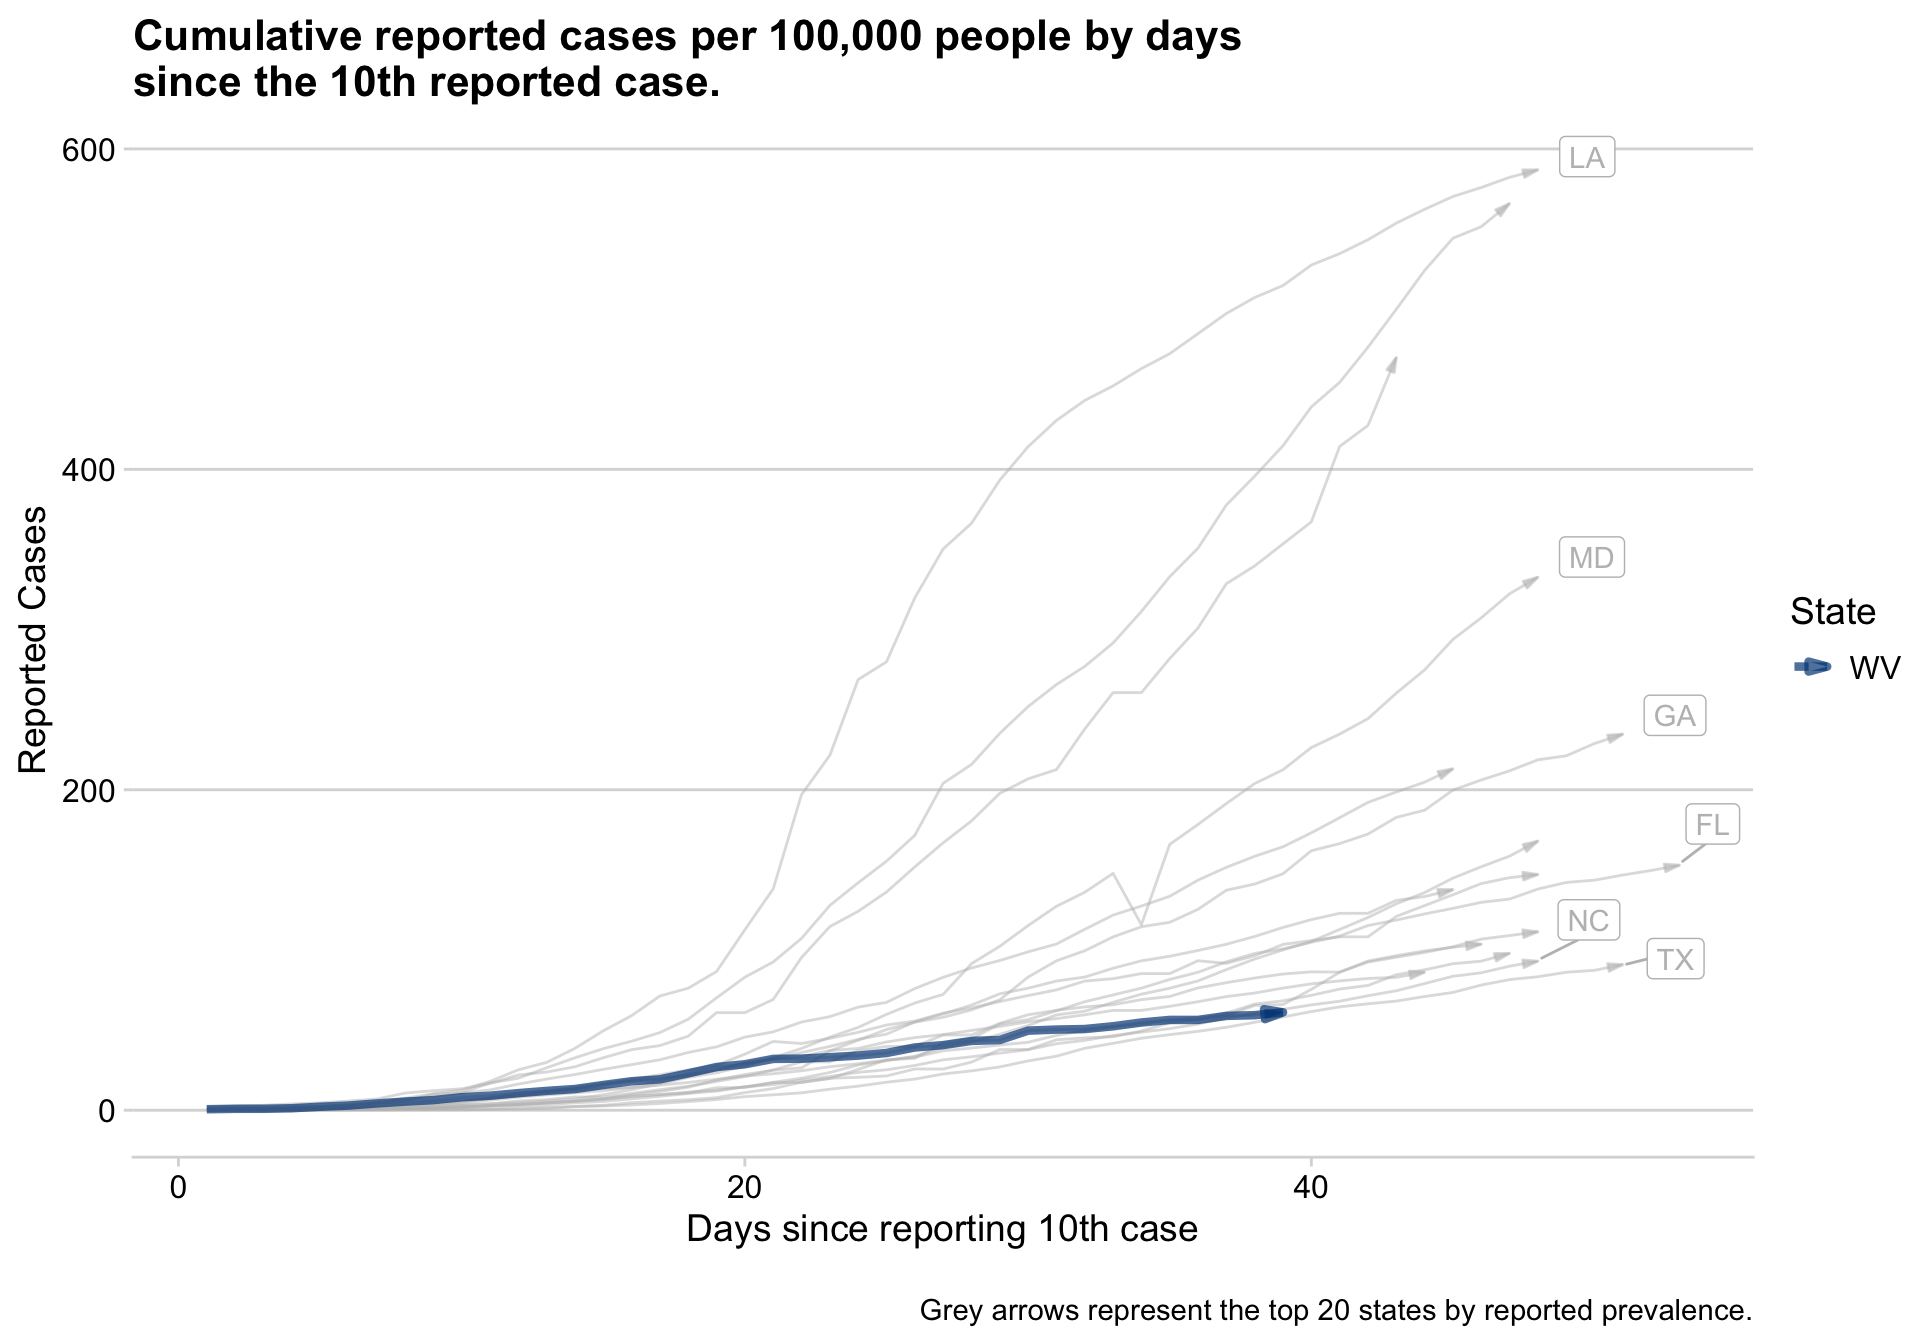 Cumulative reported cases per 100,000 people by days
since the 10th reported case.
600
400
200
0
Reported Cases
LA
MD
GA
FL
NC
TX
State
WV
0
20
40
Days since reporting 10th case
Grey arrows represent the top 20 states by reported prevalence.